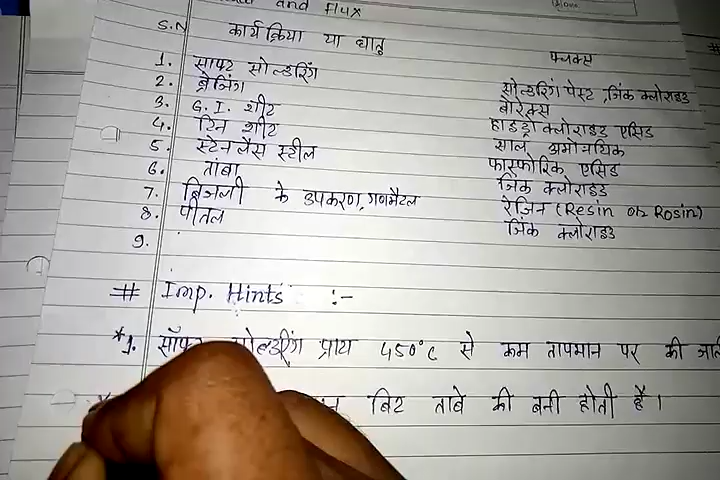 and Flux
S.N कार्यक्रिया या धातु फ्लक्स
1. साफ्ट सोल्डरिंग सोल्डरिंग पेस्ट, जिंक क्लोराइड
2. ब्रेजिंग बोरेक्स
3. G. I. शीट हाइड्रो क्लोराइड एसिड
4. टिन शीट साल अमोनयिक
5. स्टेनलैस स्टील फास्फोरिक एसिड
6. तांबा जिंक क्लोराइड
7. बिजली के उपकरण, गनमैटल रेजिन (Resin or Rosin)
8. पीतल जिंक क्लोराइड
9.
# Imp. Hints :-
*1. सॉफ्ट सोल्डरिंग प्राय 450°c से कम तापमान पर की
बिट तांबे की बनी होती है।